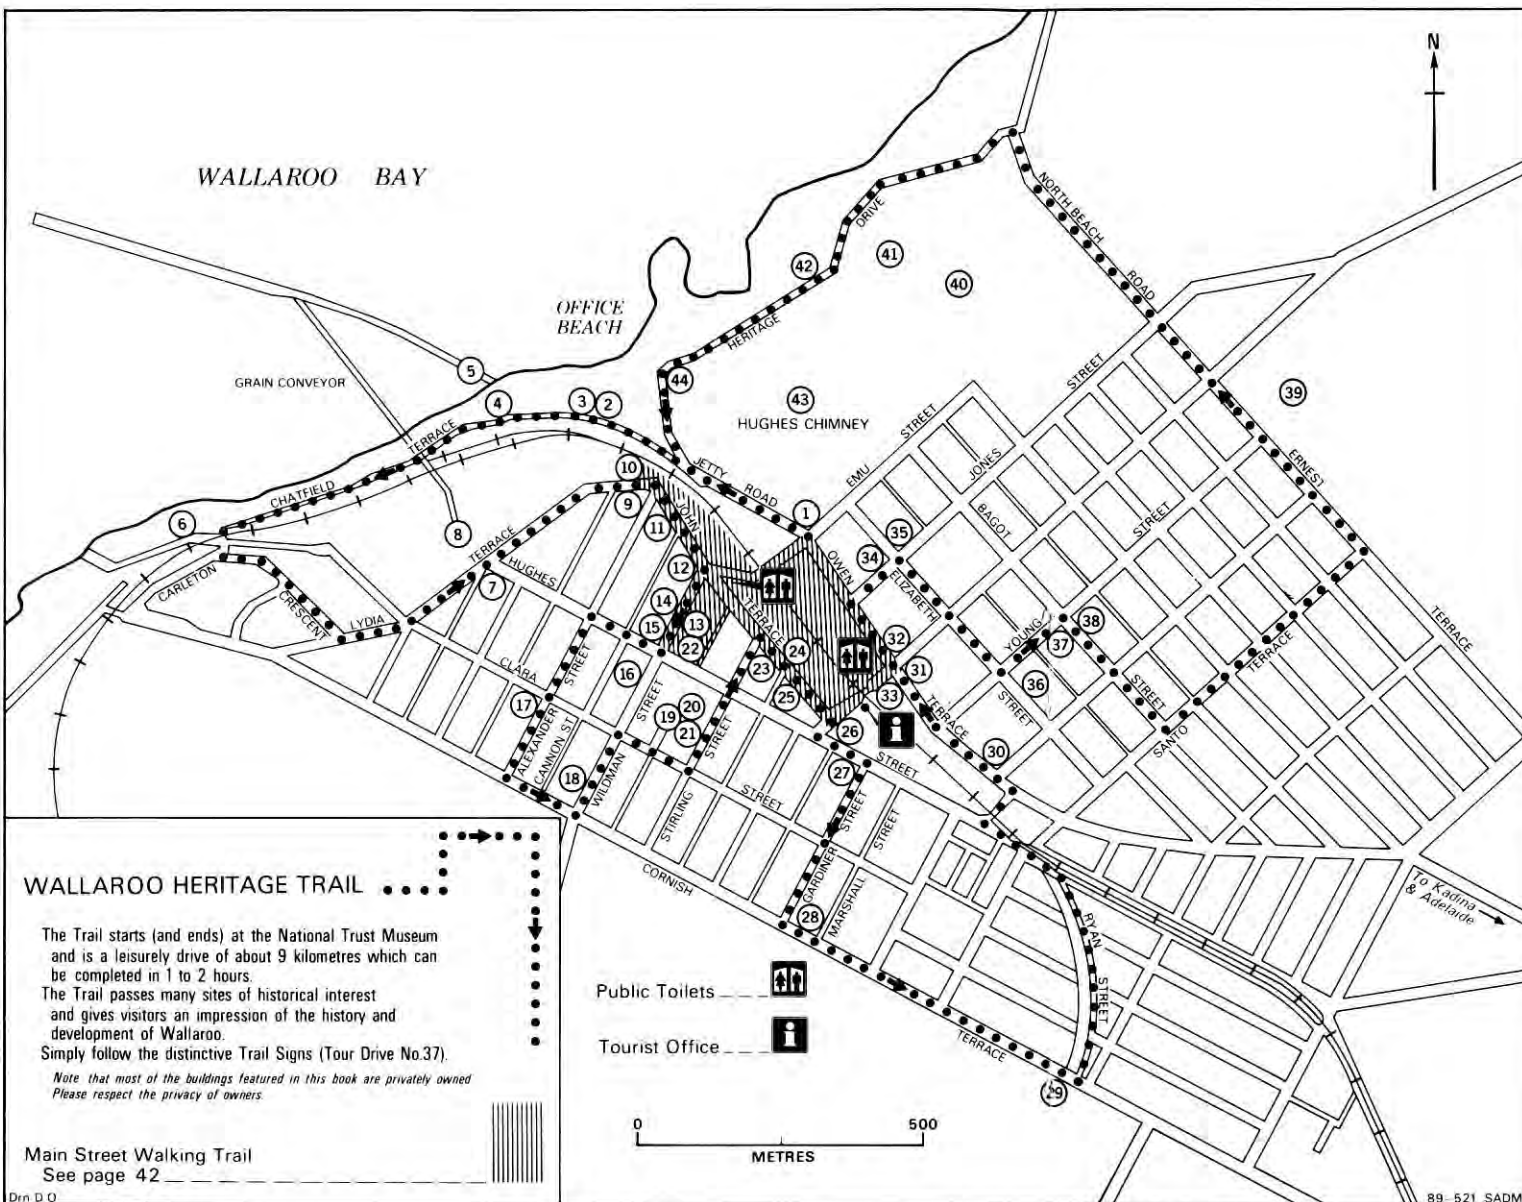 N
WALLAROO BAY
NORTH BEACH
ROAD
DRIVE
41
42
40
OFFICE
BEACH
HERITAGE
5
GRAIN CONVEYOR
44
STREET
39
4
3
2
43
HUGHES CHIMNEY
TERRACE
EMU STREET
JETTY
ROAD
JONES
ERNEST
10
CHATFIELD
9
6
8
11
JOHN
1
BAGOT
STREET
35
TERRACE
HUGHES
OWEN
34
12
ELIZABETH
CARLETON
7
CRESCENT
LYDIA
14
13
15
TERRACE
YOUNG
38
TERRACE
32
37
22
24
23
CLARA
STREET
16
31
36
25
33
STREET
STREET
TERRACE
20
19
21
17
STREET
TERRACE
SANTO
26
i
ALEXANDER
CANNON ST.
STREET
30
18
WILDMAN
27
STREET
STREET
STIRLING
STREET
STREET
CORNISH
GARDINER
MARSHALL
To Kadina
& Adelaide
28
RYAN
STREET
TERRACE
29
WALLAROO HERITAGE TRAIL
The Trail starts (and ends) at the National Trust Museum
and is a leisurely drive of about 9 kilometres which can
be completed in 1 to 2 hours.
The Trail passes many sites of historical interest
and gives visitors an impression of the history and
development of Wallaroo.
Simply follow the distinctive Trail Signs (Tour Drive No.37).
Note that most of the buildings featured in this book are privately owned
Please respect the privacy of owners.
Main Street Walking Trail
See page 42
Public Toilets
Tourist Office
i
0 500
METRES
Drn D O
89-521 SADM